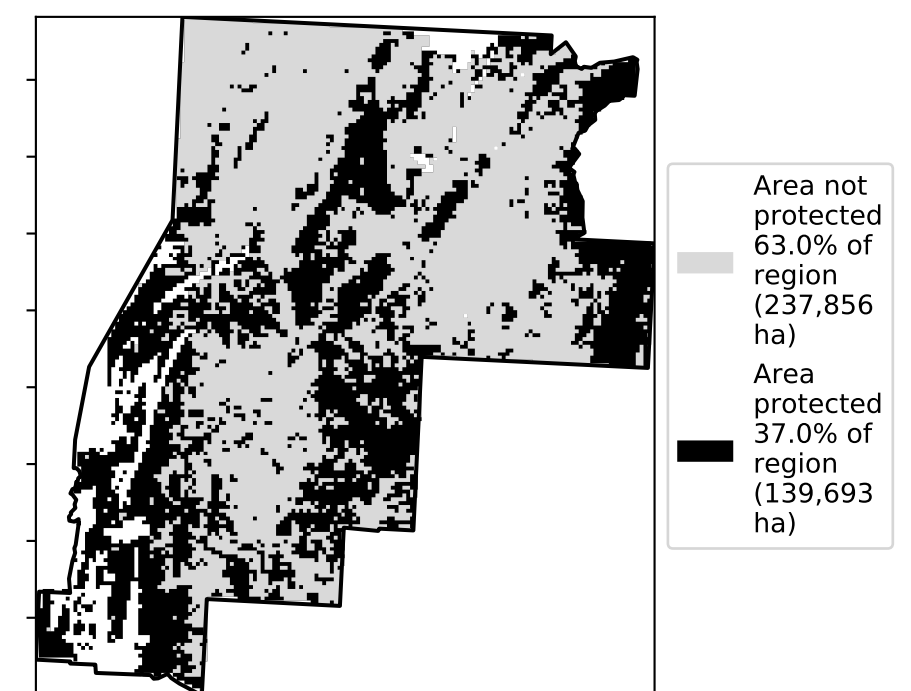 Area not
protected
63.0% of
region
(237,856
ha)
Area
protected
37.0% of
region
(139,693
ha)